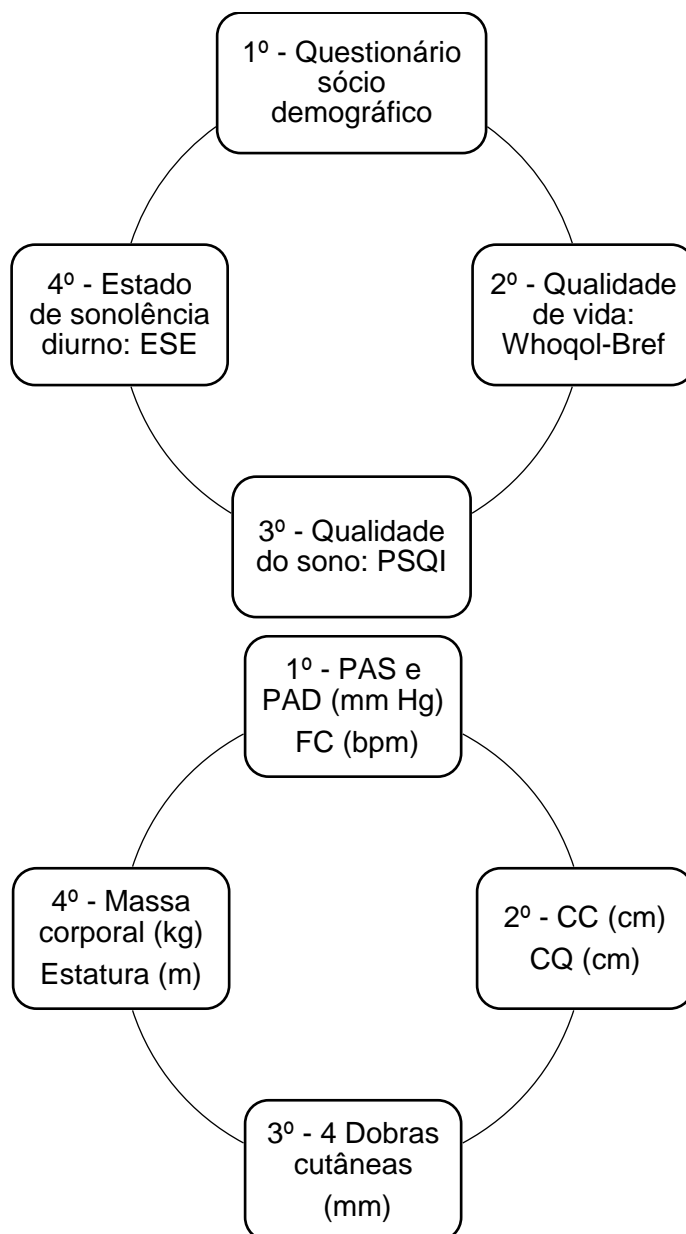 1º - Questionário
sócio
demográfico
2º - Qualidade
de vida:
Whoqol-Bref
3º - Qualidade
do sono: PSQI
4º - Estado
de sonolência
diurno: ESE
1º - PAS e
PAD (mm Hg)
FC (bpm)
2º - CC (cm)
CQ (cm)
3º - 4 Dobras
cutâneas
(mm)
4º - Massa
corporal (kg)
Estatura (m)